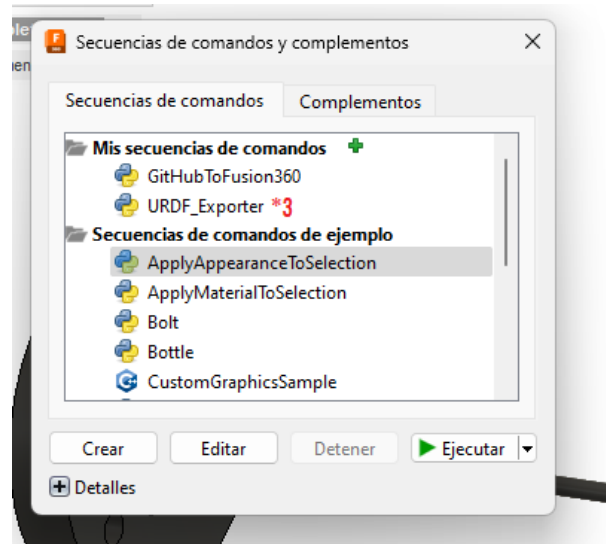 Secuencias de comandos y complementos
Secuencias de comandos
Complementos
Mis secuencias de comandos
GitHubToFusion360
URDF_Exporter *3
Secuencias de comandos de ejemplo
ApplyAppearanceToSelection
ApplyMaterialToSelection
Bolt
Bottle
CustomGraphicsSample
Crear
Editar
Detener
Ejecutar
Detalles